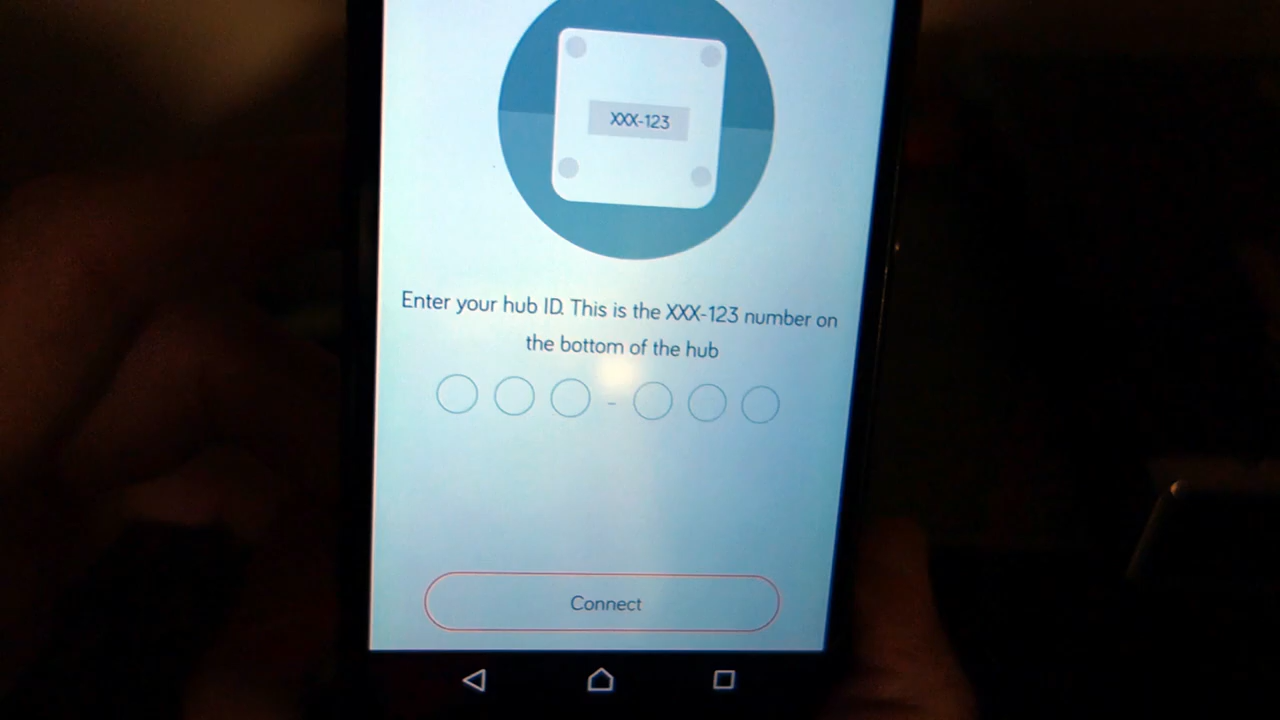 XXX-123
Enter your hub ID. This is the XXX-123 number on
the bottom of the hub
-
Connect